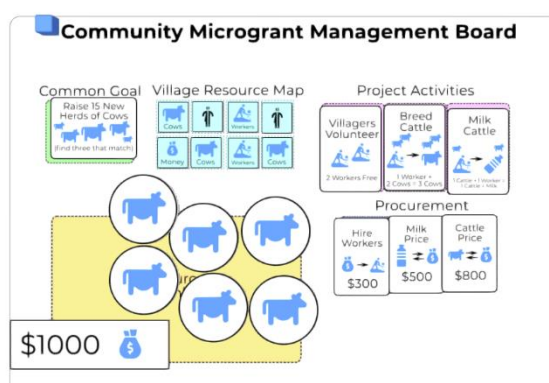 Community Microgrant Management Board
Common Goal
Raise 15 New
Herds of Cows
(Find three that match)
Village Resource Map
Cows
Workers
Cows
Money
Cows
Workers
Cows
Project Activities
Villagers
Volunteer
2 Workers Free
Breed
Cattle
1 Worker +
2 Cows = 3 Cows
Milk
Cattle
1 Cattle + 1 Worker =
1 Cattle + Milk
Procurement
Hire
Workers
$300
Milk
Price
$500
Cattle
Price
$800
$1000
$